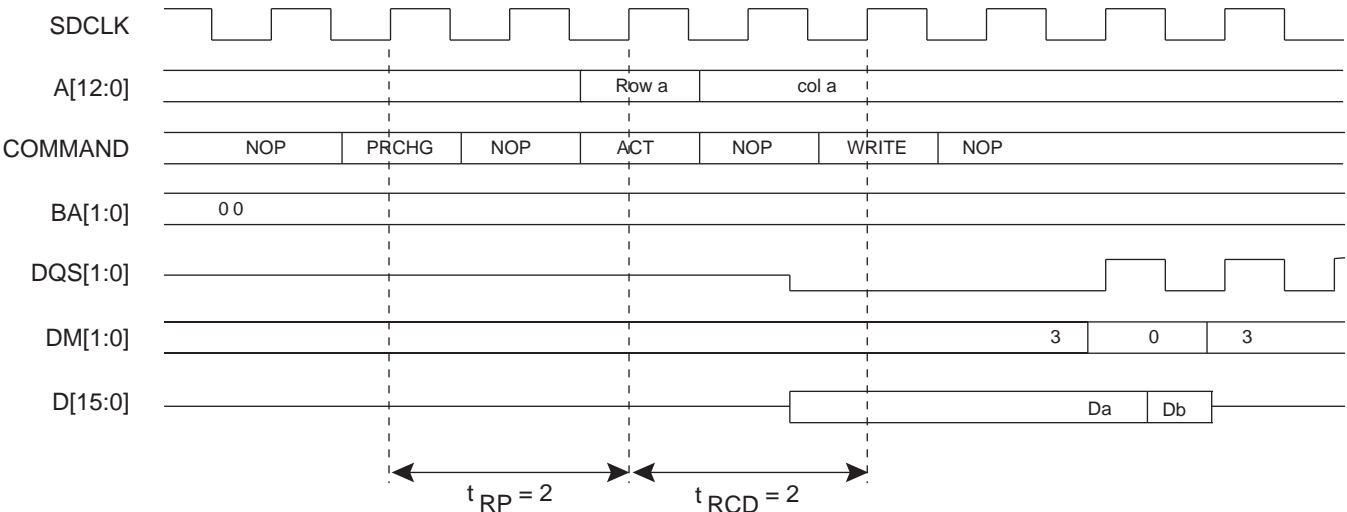 SDCLK
A[12:0] Row a col a
COMMAND NOP PRCHG NOP ACT NOP WRITE NOP
BA[1:0] 0 0
DQS[1:0]
DM[1:0] 3 0 3
D[15:0] Da Db
t RP = 2 t RCD = 2